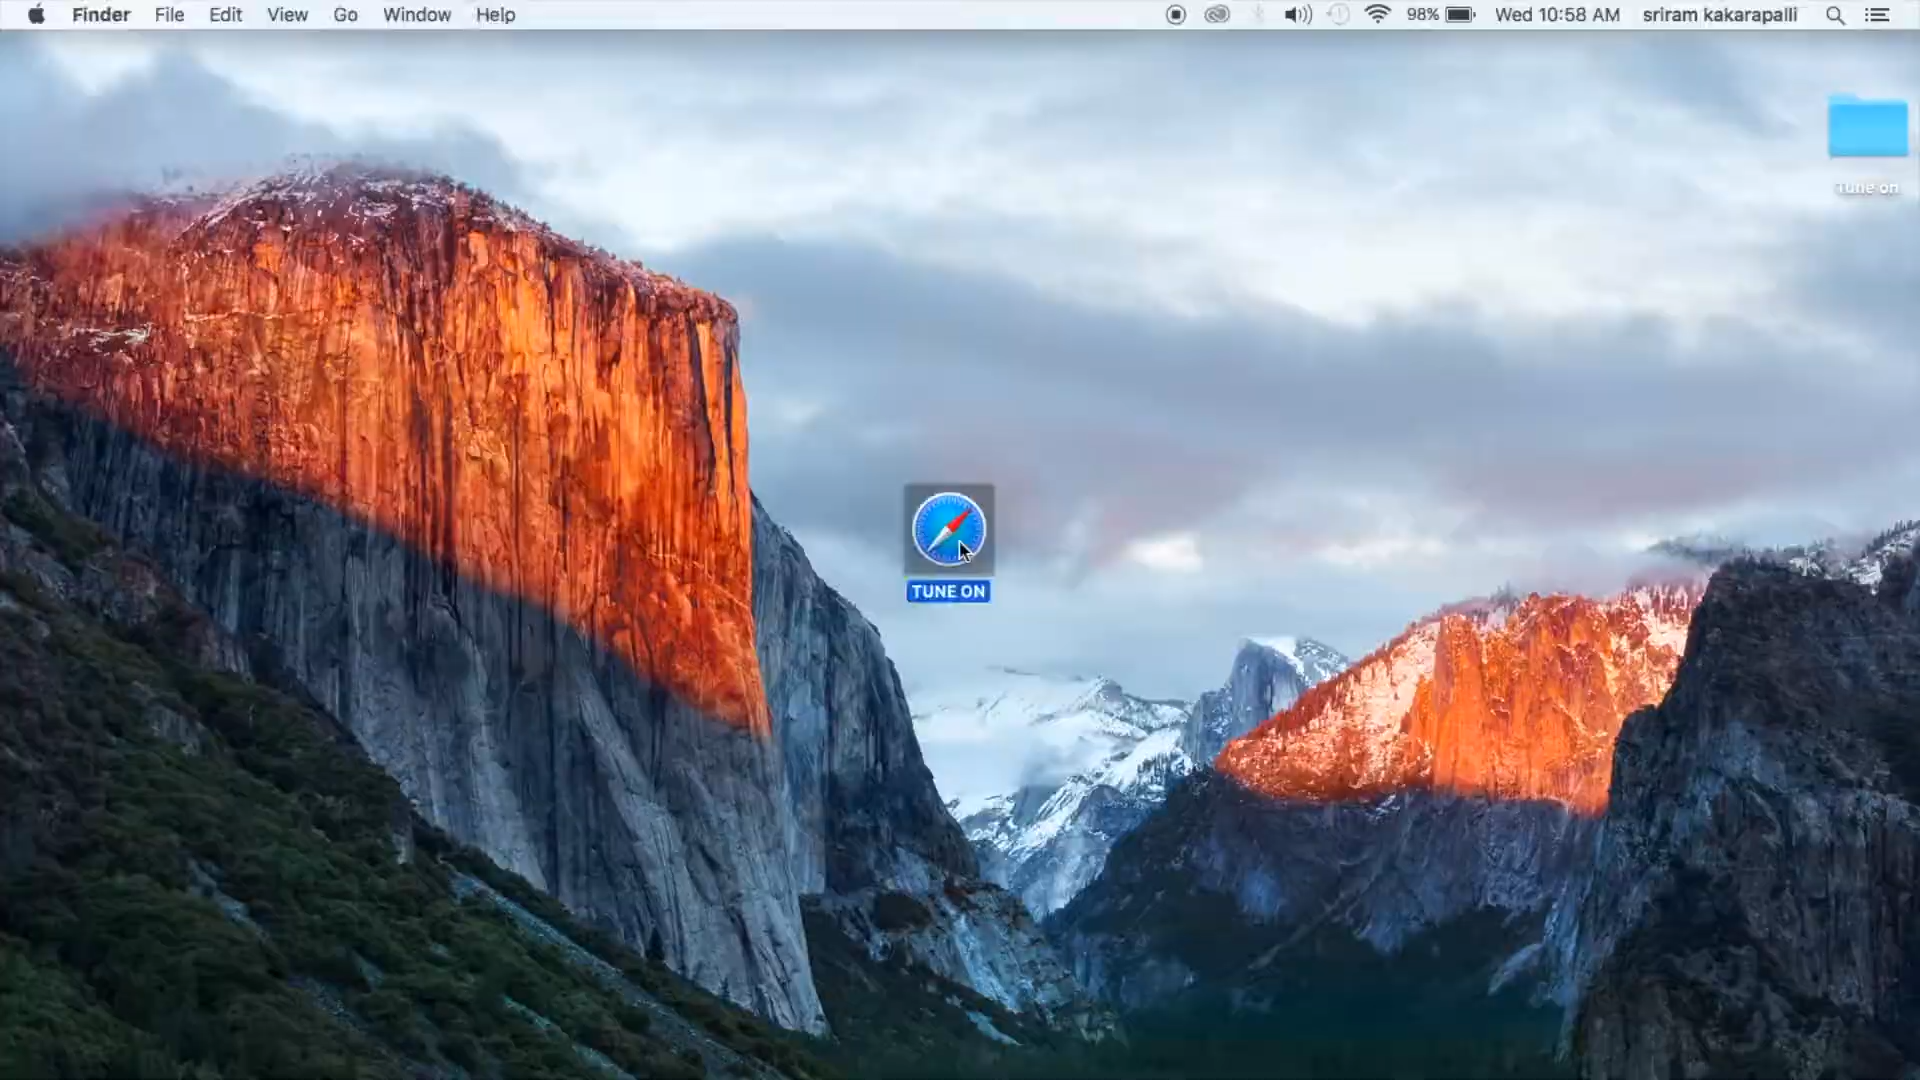 Finder File Edit View Go Window Help 98% Wed 10:58 AM sriram kakarapalli
Tune on
TUNE ON